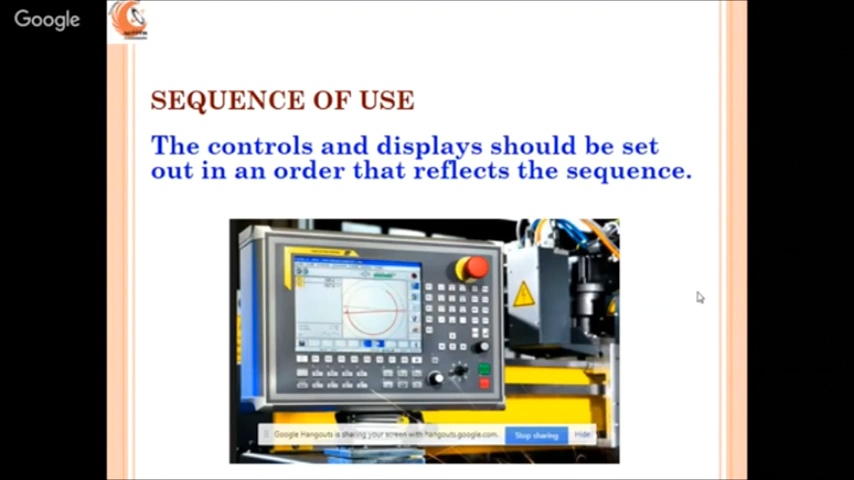 Google
SEQUENCE OF USE
The controls and displays should be set
out in an order that reflects the sequence.
Google Hangouts is sharing your screen with hangouts.google.com.
Stop sharing
Hide